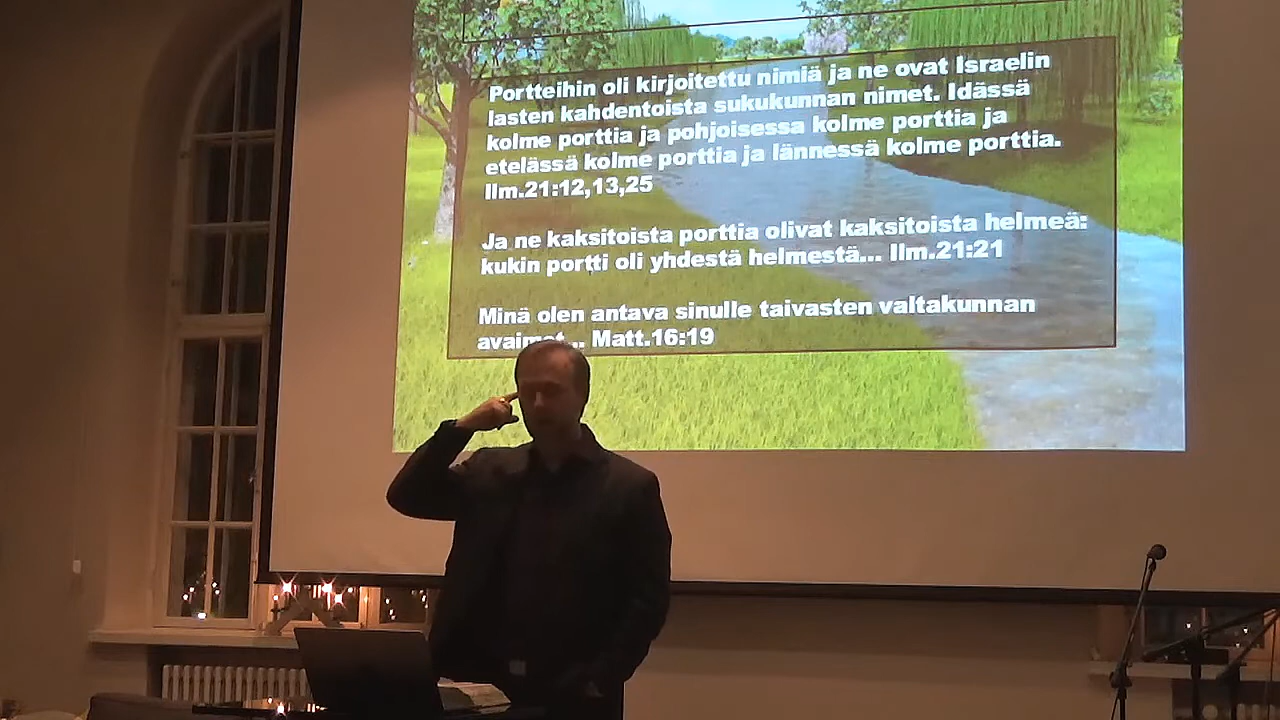 Portteihin oli kirjoitettu nimiä ja ne ovat Israelin
lasten kahdentoista sukukunnan nimet. Idässä
kolme porttia ja pohjoisessa kolme porttia ja
etelässä kolme porttia ja lännessä kolme porttia.
Ilm.21:12,13,25
Ja ne kaksitoista porttia olivat kaksitoista helmeä:
kukin portti oli yhdestä helmestä... Ilm.21:21
Minä olen antava sinulle taivasten valtakunnan
avaimet... Matt.16:19